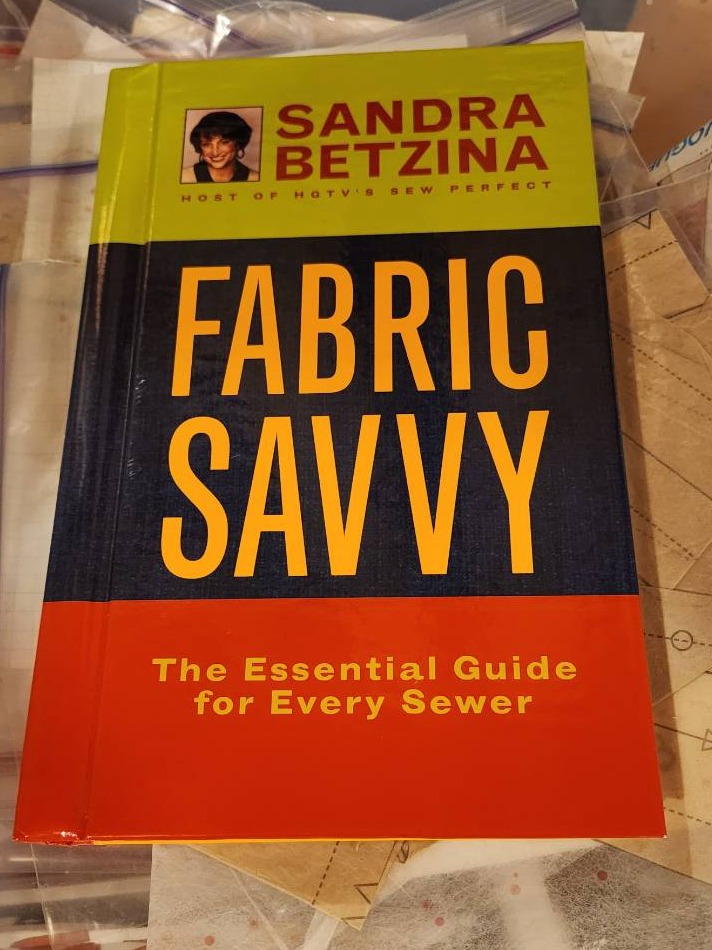 SANDRA
BETZINA
HOST OF HGTV'S SEW PERFECT
FABRIC
SAVVY
The Essential Guide
for Every Sewer